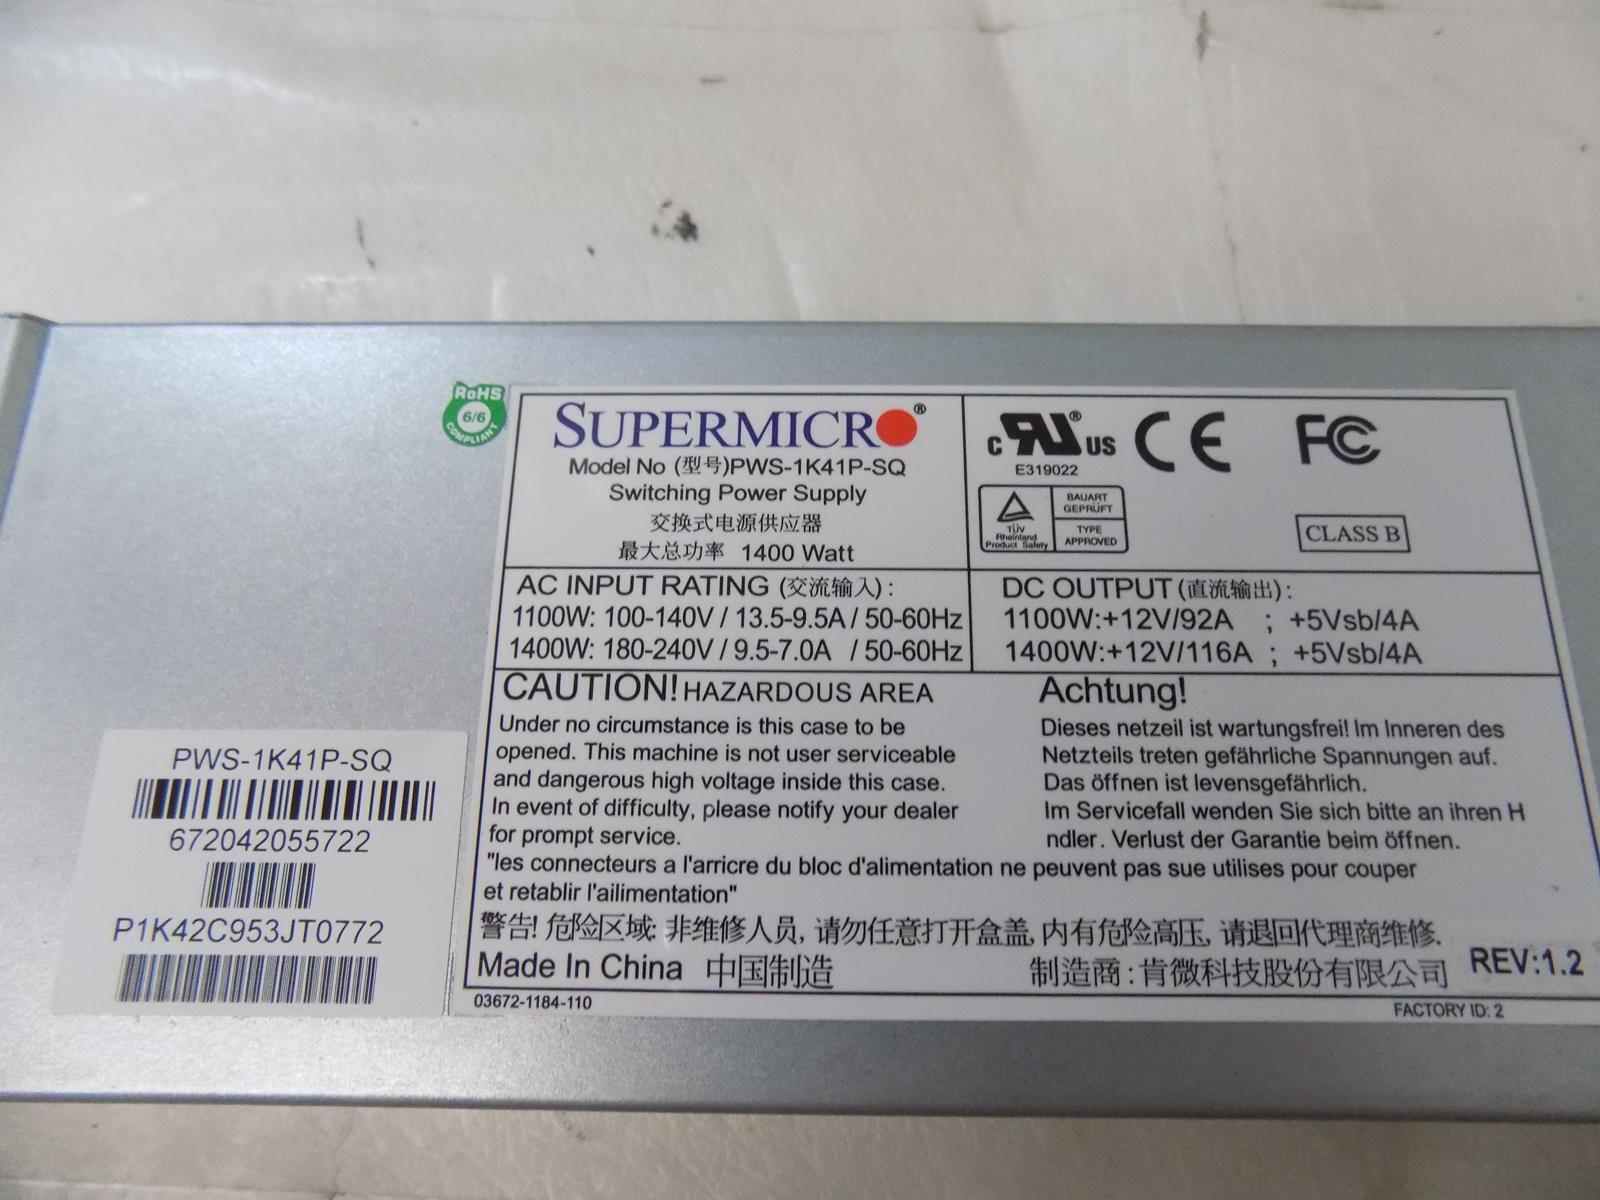 RoHS
6/6
COMPLIANT
SUPERMICRO®
Model No (型号)PWS-1K41P-SQ
Switching Power Supply
交换式电源供应器
最大总功率 1400 Watt
c RU® US
E319022
CE
FC
TÜV
Rheinland
Product Safety
BAUART
GEPRÜFT
TYPE
APPROVED
CLASS B
AC INPUT RATING (交流输入) :
1100W: 100-140V / 13.5-9.5A / 50-60Hz
1400W: 180-240V / 9.5-7.0A / 50-60Hz
DC OUTPUT (直流输出) :
1100W:+12V/92A ; +5Vsb/4A
1400W:+12V/116A ; +5Vsb/4A
CAUTION! HAZARDOUS AREA
Under no circumstance is this case to be
opened. This machine is not user serviceable
and dangerous high voltage inside this case.
In event of difficulty, please notify your dealer
for prompt service.
Achtung!
Dieses netzeil ist wartungsfrei! Im Inneren des
Netzteils treten gefährliche Spannungen auf.
Das öffnen ist levensgefährlich.
Im Servicefall wenden Sie sich bitte an ihren H
ndler. Verlust der Garantie beim öffnen.
"les connecteurs a l'arricre du bloc d'alimentation ne peuvent pas sue utilises pour couper
et retablir l'ailimentation"
警告! 危险区域: 非维修人员, 请勿任意打开盒盖, 内有危险高压, 请退回代理商维修.
Made In China 中国制造
制造商 : 肯微科技股份有限公司
REV:1.2
03672-1184-110
FACTORY ID: 2
PWS-1K41P-SQ
672042055722
P1K42C953JT0772